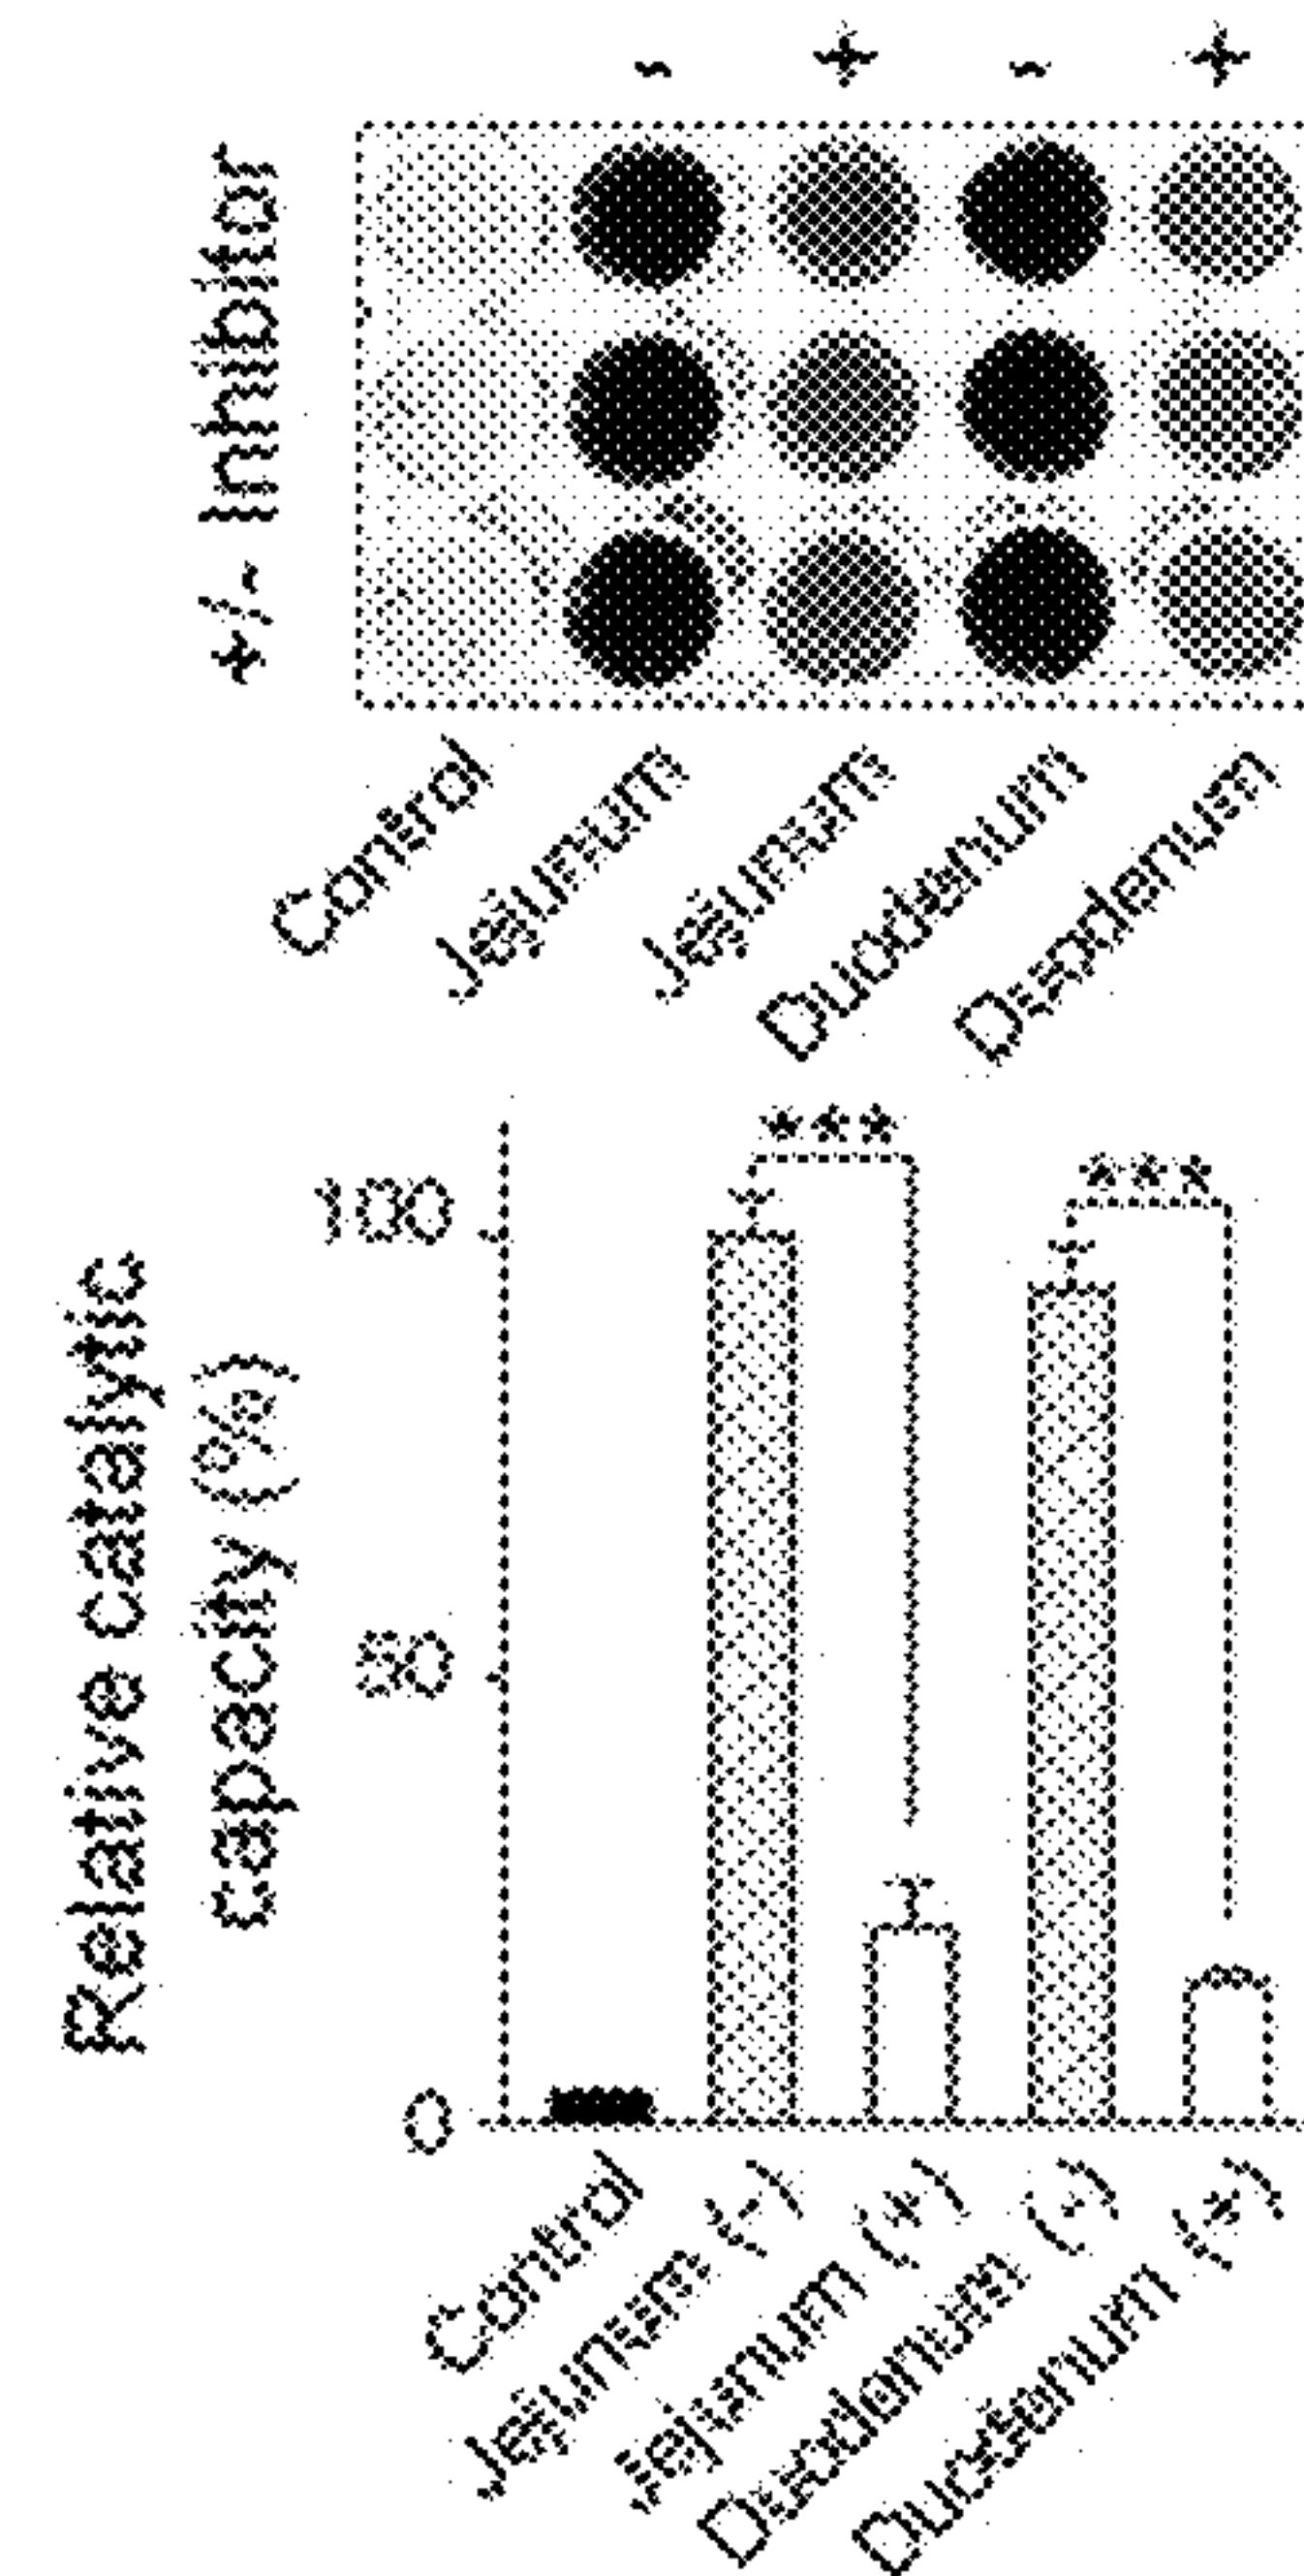 +/- Inhibitor
- + - +
Control
Jejunum
Jejunum
Duodenum
Duodenum
Relative catalytic
capacity (%)
100
50
0
***
***
Control
Jejunum (-)
Jejunum (+)
Duodenum (-)
Duodenum (+)